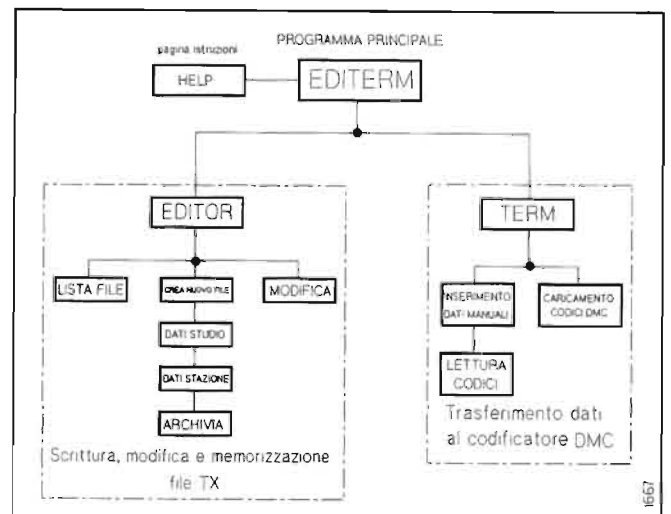 PROGRAMMA PRINCIPALE
pagina istruzioni
HELP
EDITERM
EDITOR
LISTA FILE
CREA NUOVO FILE
MODIFICA
DATI STUDIO
DATI STAZIONE
ARCHIVIA
Scrittura, modifica e memorizzazione
file TX
TERM
INSERIMENTO
DATI MANUALI
CARICAMENTO
CODICI DMC
LETTURA
CODICI
Trasferimento dati
al codificatore DMC
1667